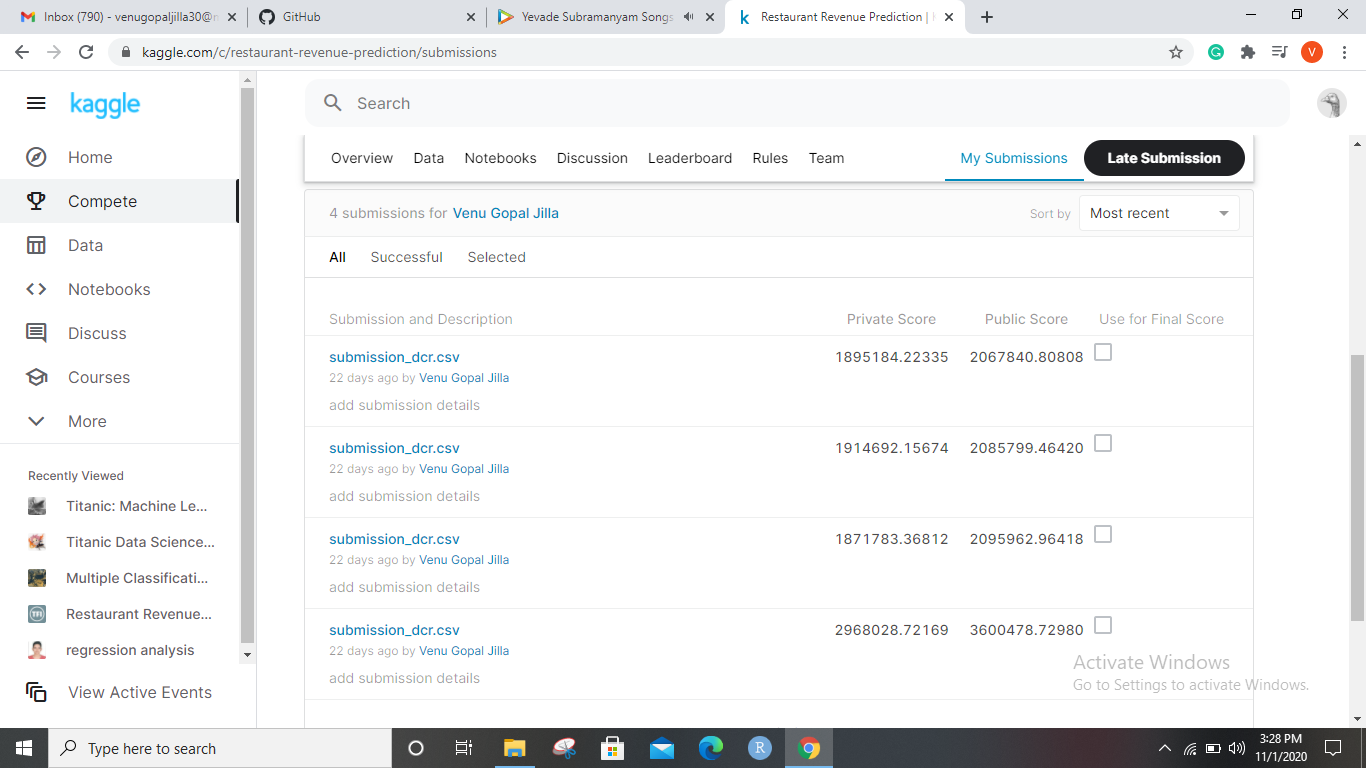 Inbox (790) - venugopaljilla30@n
GitHub
Yevade Subramanyam Songs
Restaurant Revenue Prediction |
kaggle.com/c/restaurant-revenue-prediction/submissions
V
kaggle
Search
Home
Compete
Data
Notebooks
Discuss
Courses
More
Recently Viewed
Titanic: Machine Le...
Titanic Data Science...
Multiple Classificati...
Restaurant Revenue...
regression analysis
View Active Events
Overview Data Notebooks Discussion Leaderboard Rules Team My Submissions Late Submission
4 submissions for Venu Gopal Jilla Sort by Most recent
All Successful Selected
Submission and Description Private Score Public Score Use for Final Score
submission_dcr.csv 1895184.22335 2067840.80808
22 days ago by Venu Gopal Jilla
add submission details
submission_dcr.csv 1914692.15674 2085799.46420
22 days ago by Venu Gopal Jilla
add submission details
submission_dcr.csv 1871783.36812 2095962.96418
22 days ago by Venu Gopal Jilla
add submission details
submission_dcr.csv 2968028.72169 3600478.72980
22 days ago by Venu Gopal Jilla
add submission details
Activate Windows
Go to Settings to activate Windows.
Type here to search
R
3:28 PM
11/1/2020